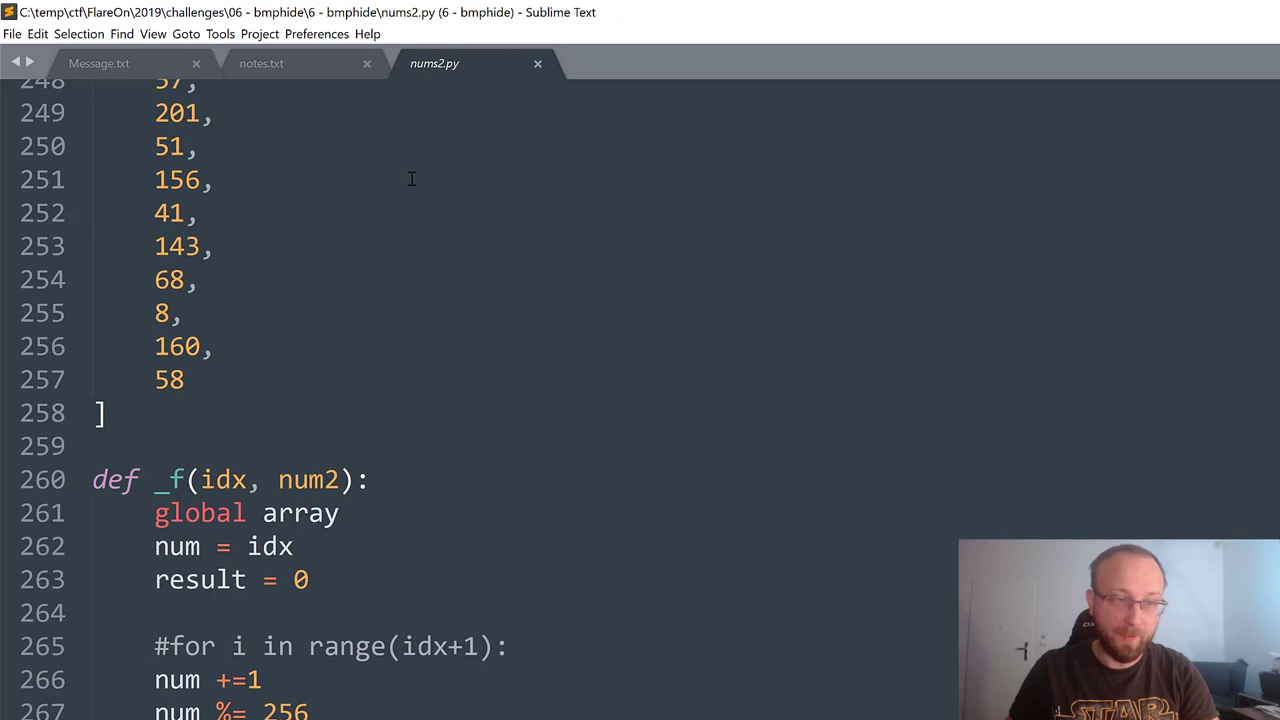 C:\temp\ctf\FlareOn\2019\challenges\06 - bmphide\6 - bmphide\nums2.py (6 - bmphide) - Sublime Text
File Edit Selection Find View Goto Tools Project Preferences Help
Message.txt × notes.txt × nums2.py ×
248 57,
249 201,
250 51,
251 156,
252 41,
253 143,
254 68,
255 8,
256 160,
257 58
258 ]
259
260 def _f(idx, num2):
261 global array
262 num = idx
263 result = 0
264
265 #for i in range(idx+1):
266 num +=1
267 num %= 256
STAR